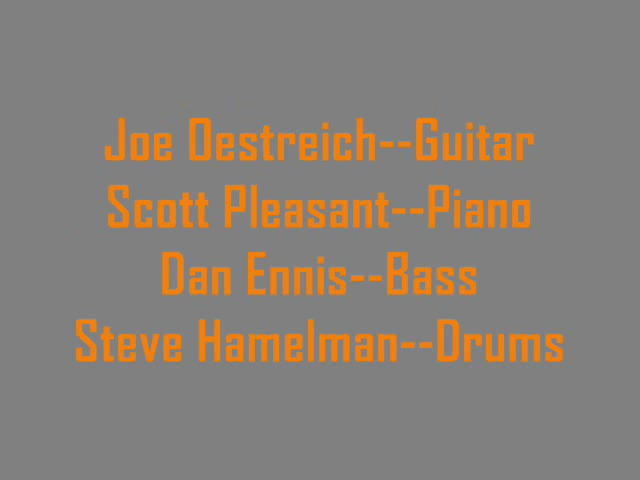 Joe Oestreich--Guitar
Scott Pleasant--Piano
Dan Ennis--Bass
Steve Hamelman--Drums